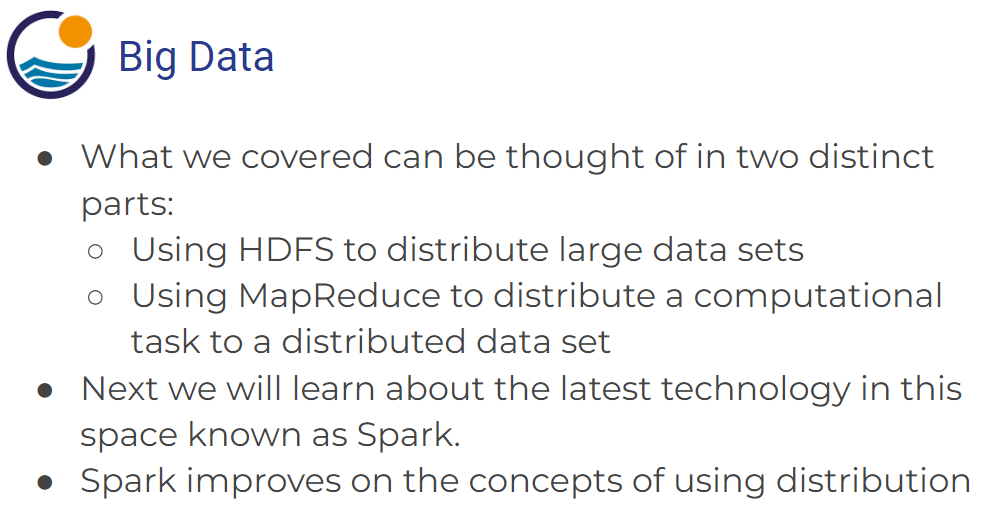 Big Data
● What we covered can be thought of in two distinct
parts:
○ Using HDFS to distribute large data sets
○ Using MapReduce to distribute a computational
task to a distributed data set
● Next we will learn about the latest technology in this
space known as Spark.
● Spark improves on the concepts of using distribution